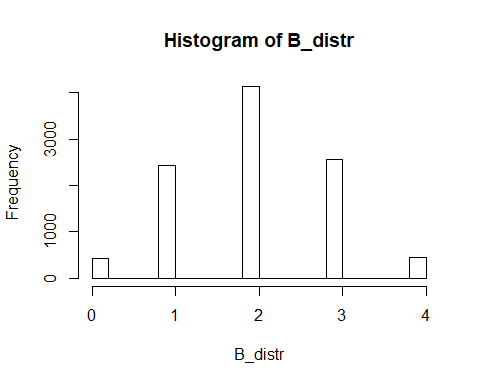 Histogram of B_distr
Frequency
3000
1000
0
0 1 2 3 4
B_distr